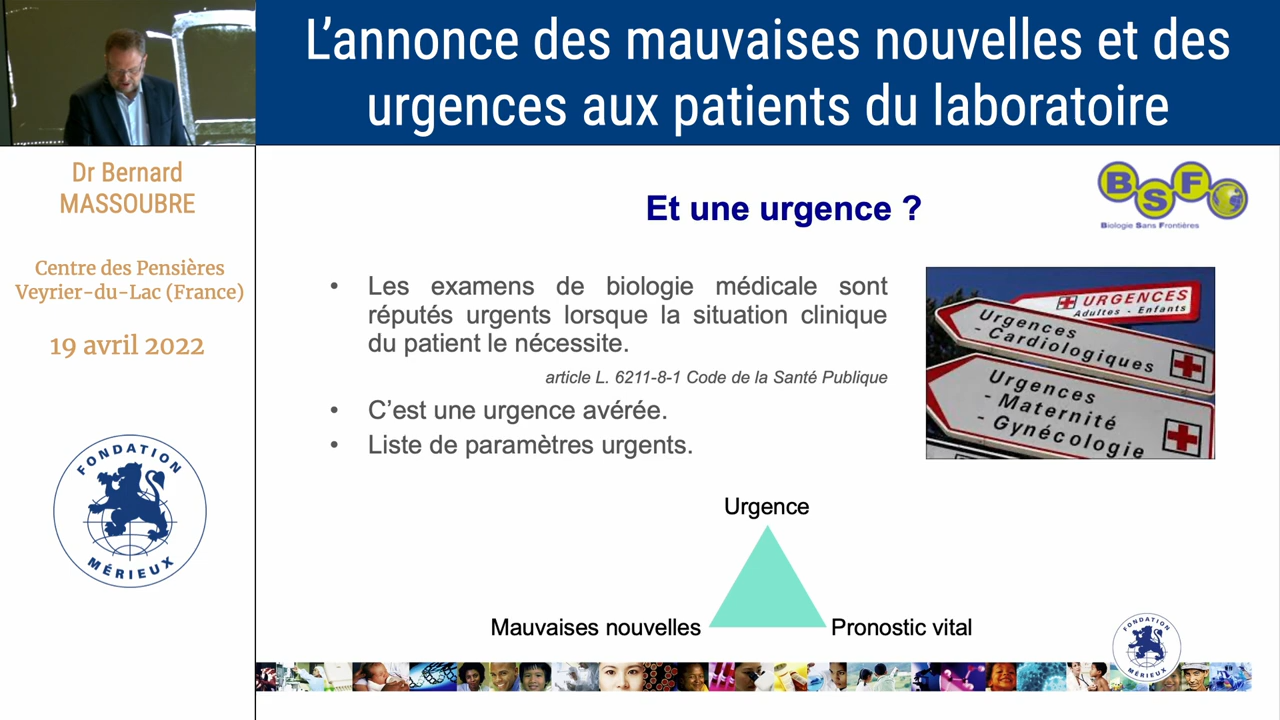 L'annonce des mauvaises nouvelles et des
urgences aux patients du laboratoire
Dr Bernard
MASSOUBRE
Centre des Pensières
Veyrier-du-Lac (France)
19 avril 2022
FONDATION
MÉRIEUX
BSF
Biologie Sans Frontières
Et une urgence ?
• Les examens de biologie médicale sont
réputés urgents lorsque la situation clinique
du patient le nécessite.
article L. 6211-8-1 Code de la Santé Publique
• C'est une urgence avérée.
• Liste de paramètres urgents.
URGENCES
Adultes - Enfants
Urgences
- Cardiologiques
Urgences
- Maternité
- Gynécologie
Urgence
Mauvaises nouvelles
Pronostic vital
FONDATION
MÉRIEUX